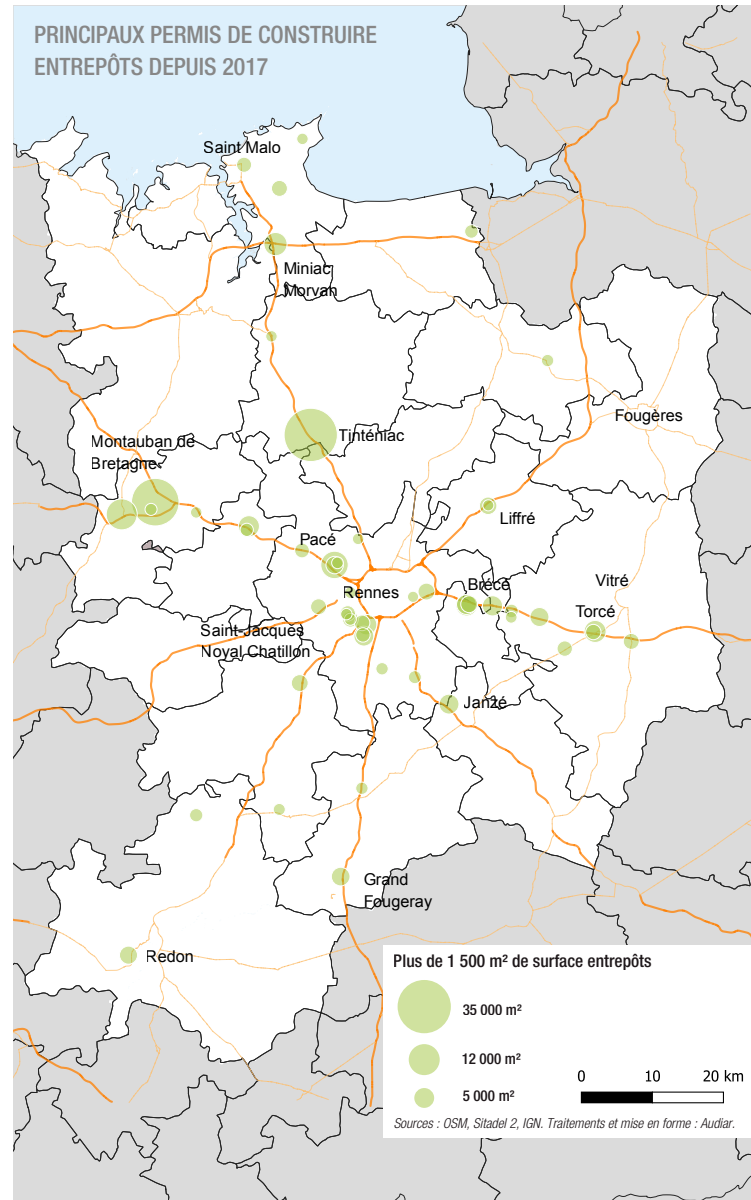 PRINCIPAUX PERMIS DE CONSTRUIRE
ENTREPÔTS DEPUIS 2017
Saint Malo
Miniac
Morvan
Fougères
Tinténiac
Montauban de
Bretagne
Liffré
Pacé
Rennes
Brécé
Vitré
Torcé
Saint-Jacques
Noyal Chatillon
Janzé
Grand
Fougeray
Redon
Plus de 1 500 m² de surface entrepôts
35 000 m²
12 000 m²
5 000 m²
0 10 20 km
Sources : OSM, Sitadel 2, IGN. Traitements et mise en forme : Audiar.